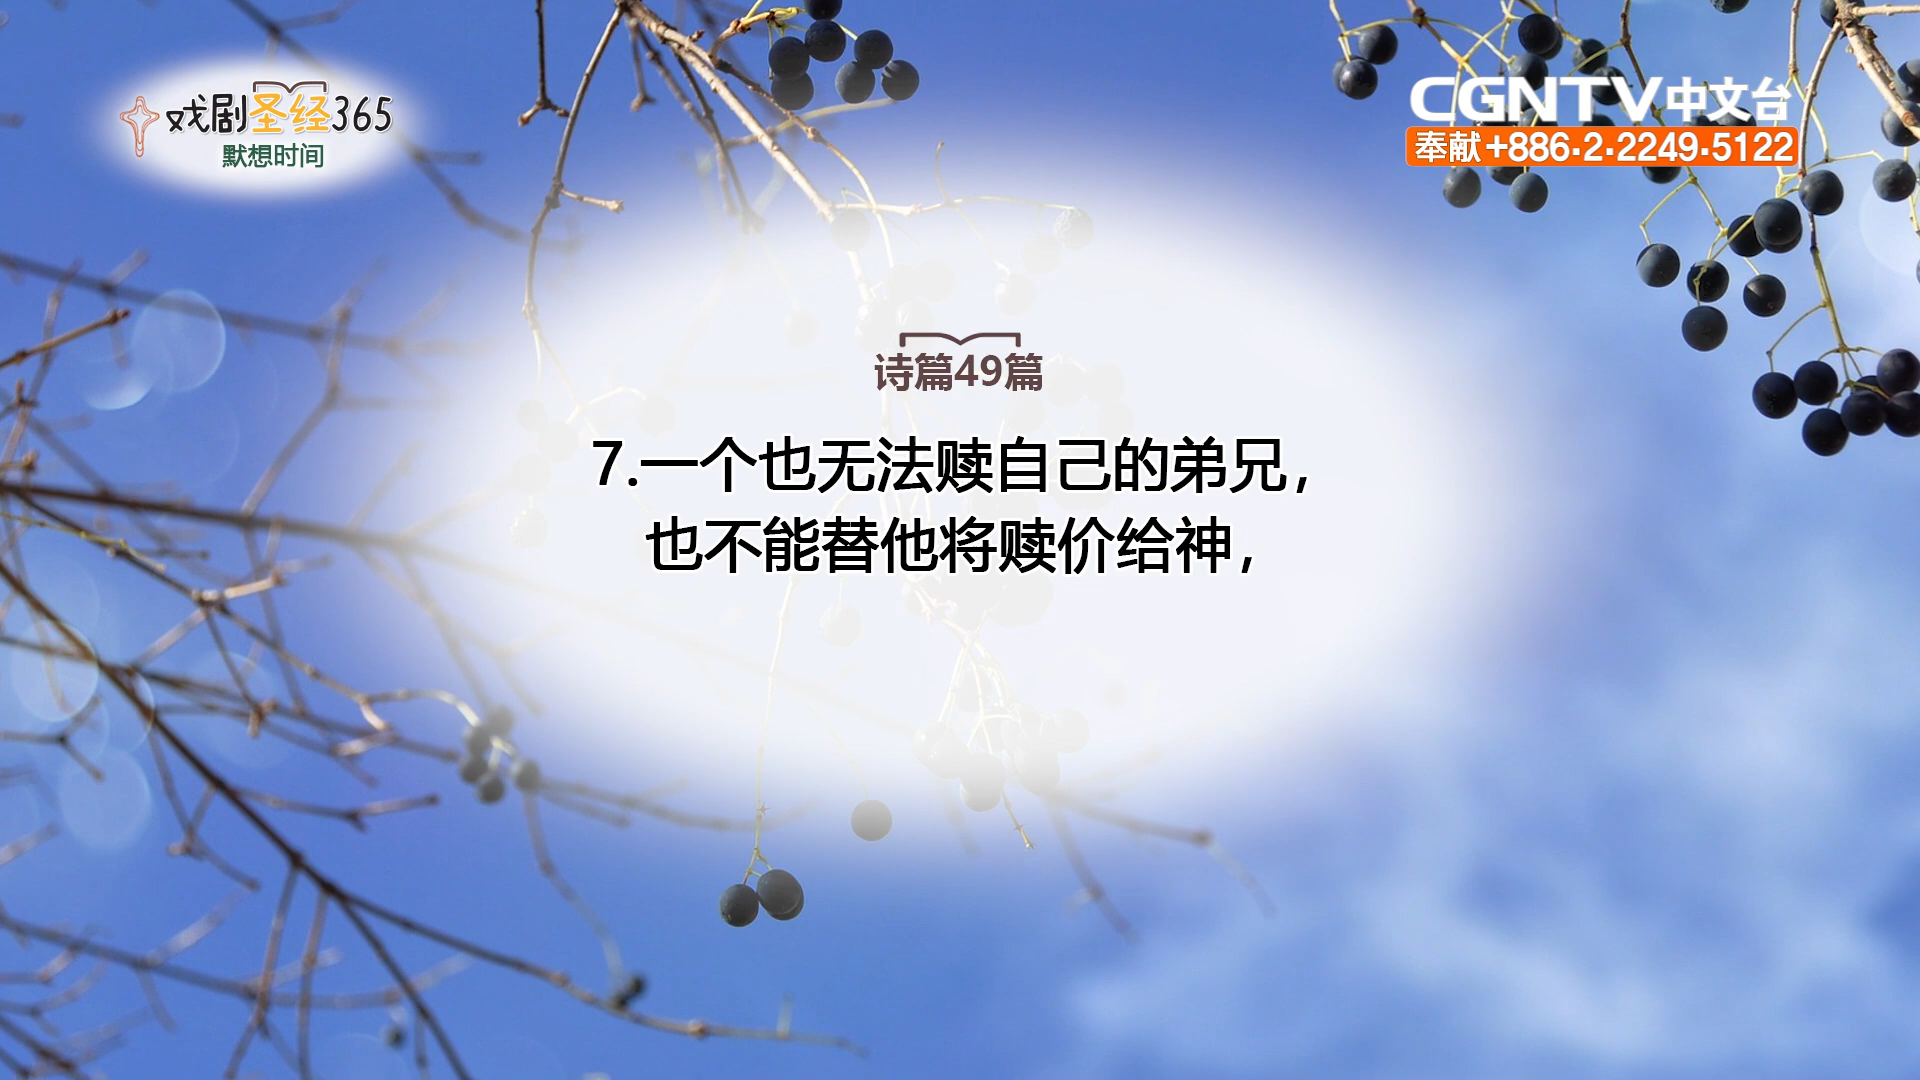 戏剧圣经365
默想时间
CGNTV中文台
奉献+886·2·2249·5122
诗篇49篇
7.一个也无法赎自己的弟兄，
也不能替他将赎价给神，